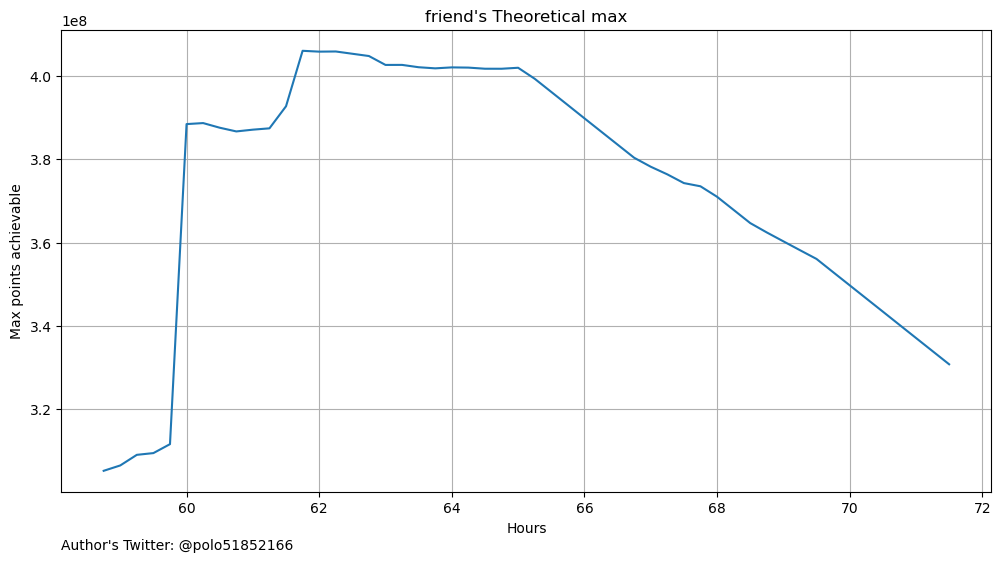 friend's Theoretical max
1e8
Max points achievable
4.0
3.8
3.6
3.4
3.2
60 62 64 66 68 70 72
Hours
Author's Twitter: @polo51852166